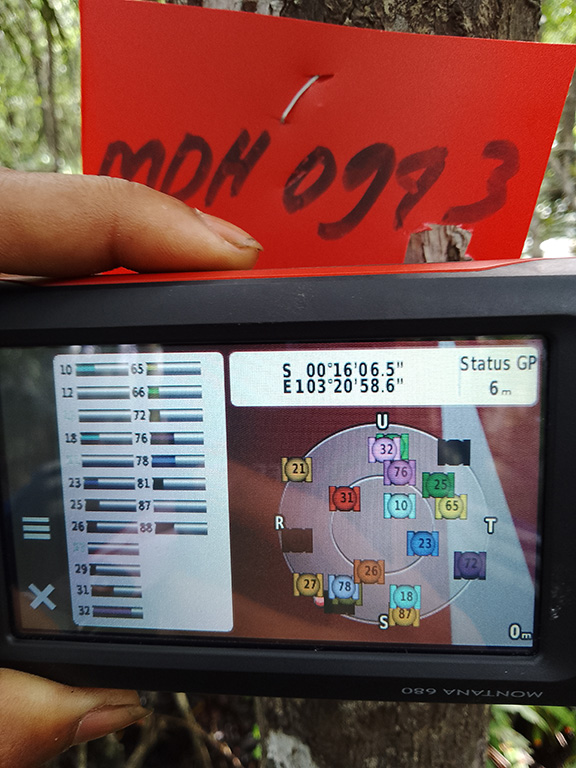 MDH 0993
S 00°16'06.5"
E103°20'58.6"
Status GP
6m
10 65
12 66
72
18 76
78
23 81
25 87
26 88
29
31
32
U
32
76
21
25
31
10
65
R
T
23
72
26
27
78
18
87
S
0m
MONTANA 680